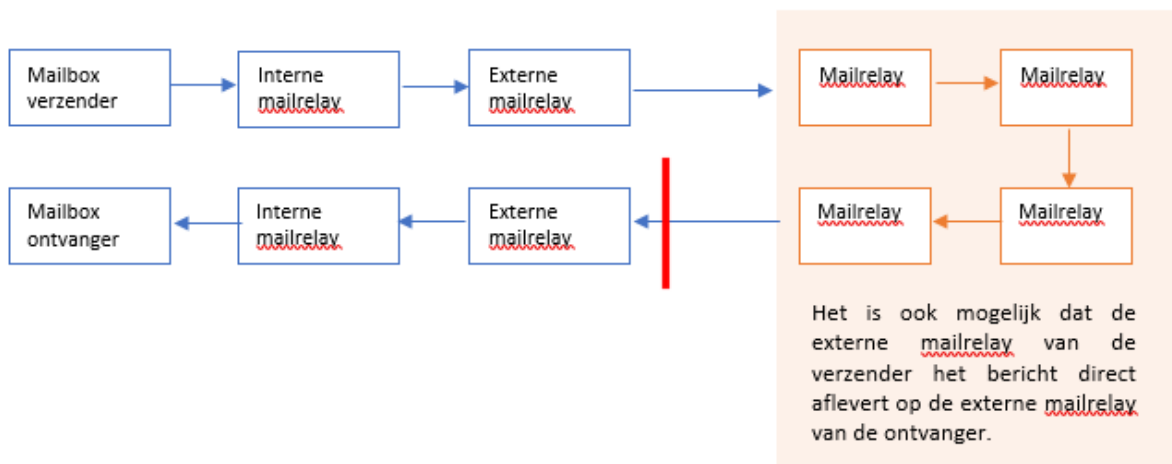 Mailbox
verzender
Interne
mailrelay
Externe
mailrelay
Mailrelay
Mailrelay
Mailbox
ontvanger
Interne
mailrelay
Externe
mailrelay
Mailrelay
Mailrelay
Het is ook mogelijk dat de
externe mailrelay van de
verzender het bericht direct
aflevert op de externe mailrelay
van de ontvanger.